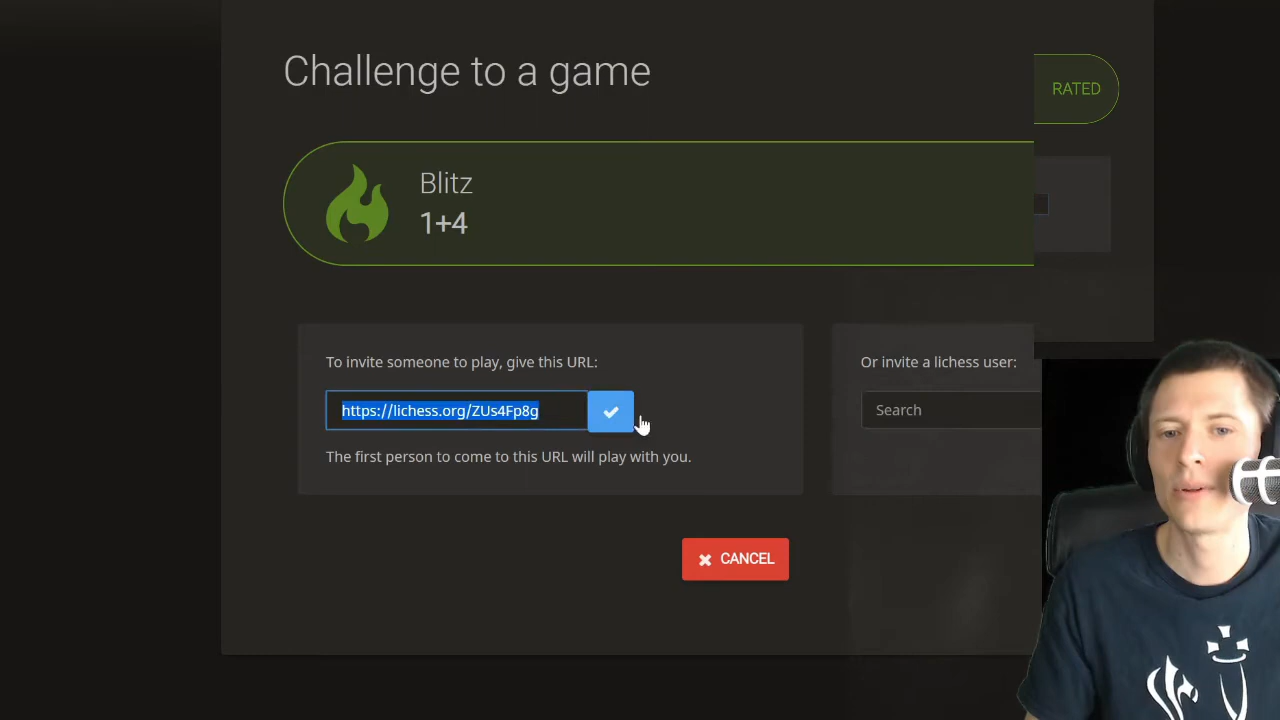 Challenge to a game
RATED
Blitz
1+4
To invite someone to play, give this URL:
https://lichess.org/ZUs4Fp8g
The first person to come to this URL will play with you.
Or invite a lichess user:
Search
CANCEL